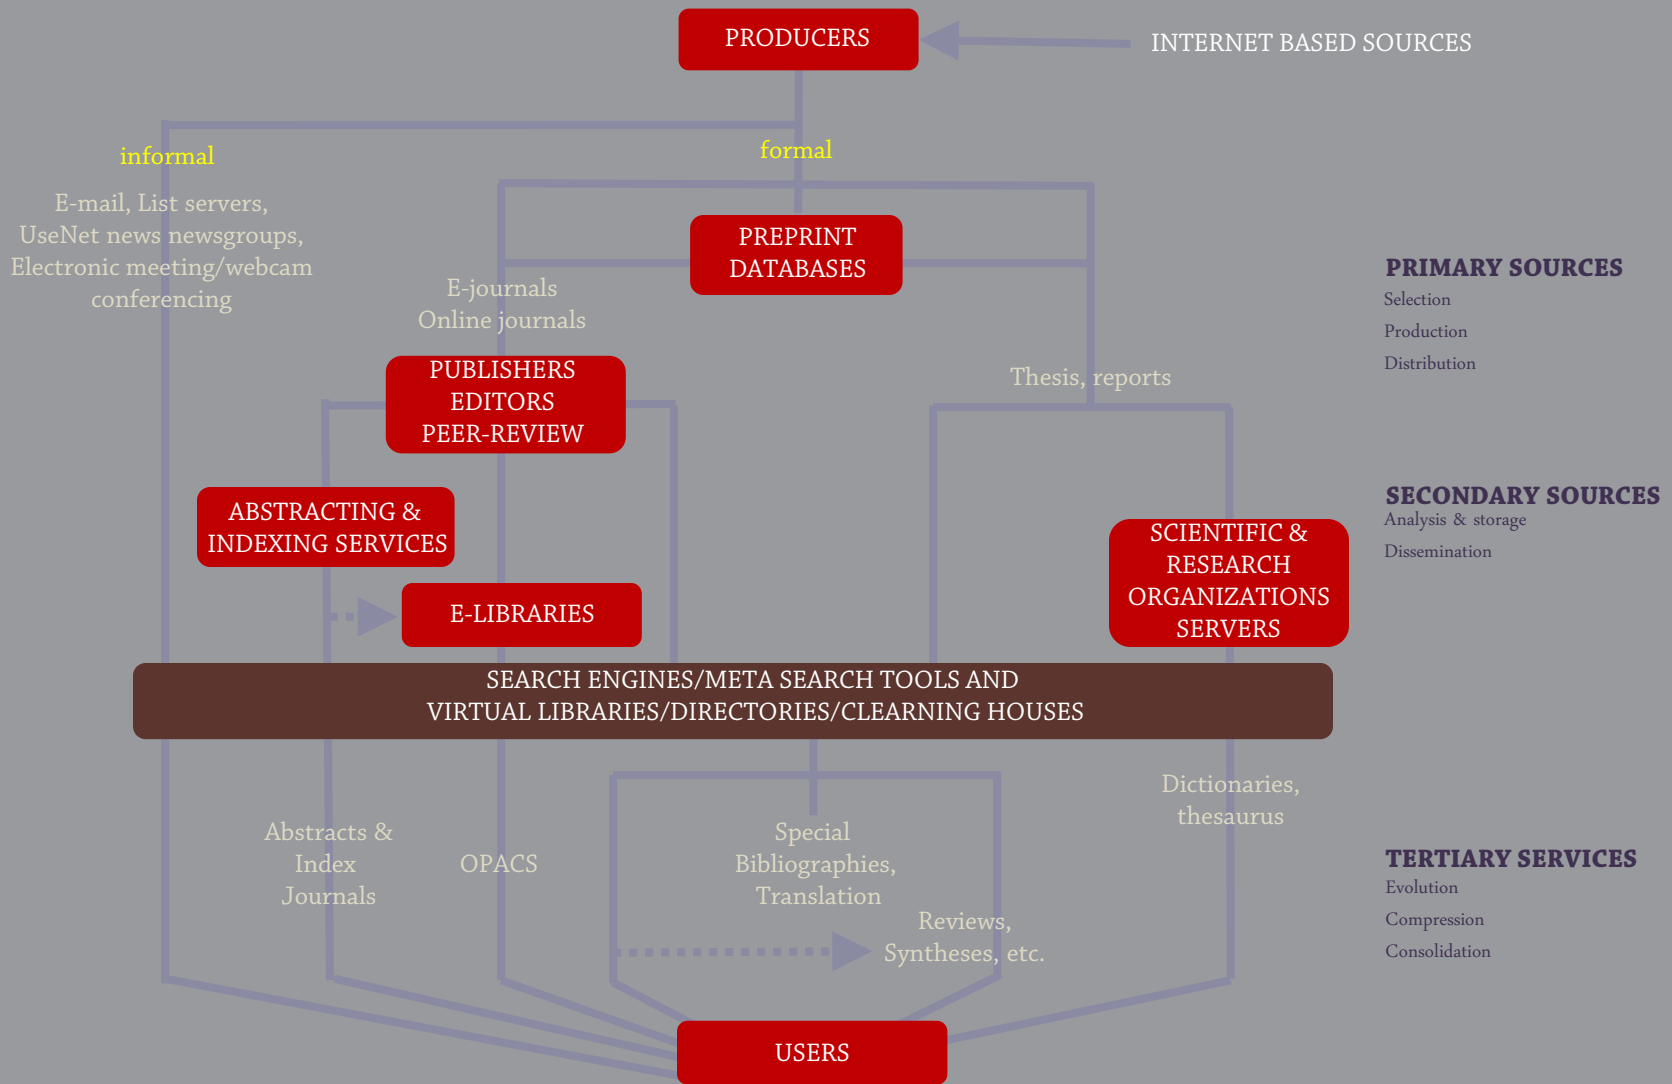 PRODUCERS
INTERNET BASED SOURCES
informal
formal
E-mail, List servers,
UseNet news newsgroups,
Electronic meeting/webcam
conferencing
PREPRINT
DATABASES
E-journals
Online journals
PRIMARY SOURCES
Selection
Production
Distribution
PUBLISHERS
EDITORS
PEER-REVIEW
Thesis, reports
ABSTRACTING &
INDEXING SERVICES
SECONDARY SOURCES
Analysis & storage
Dissemination
SCIENTIFIC &
RESEARCH
ORGANIZATIONS
SERVERS
E-LIBRARIES
SEARCH ENGINES/META SEARCH TOOLS AND
VIRTUAL LIBRARIES/DIRECTORIES/CLEARNING HOUSES
Dictionaries,
thesaurus
Abstracts &
Index
Journals
OPACS
Special
Bibliographies,
Translation
Reviews,
Syntheses, etc.
TERTIARY SERVICES
Evolution
Compression
Consolidation
USERS